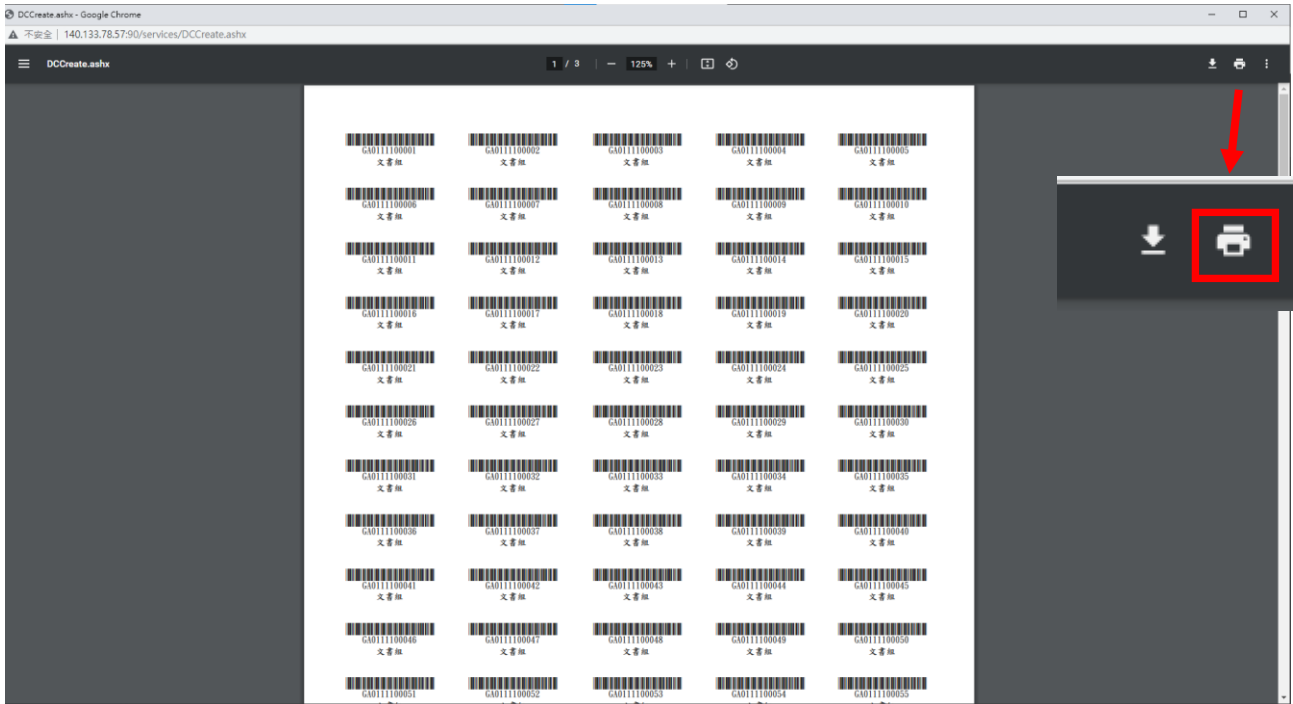 DCCreate.ashx - Google Chrome
不安全 | 140.133.78.57:90/services/DCCreate.ashx
DCCreate.ashx 1 / 3 | − 125% + |
GA0111100001 GA0111100002 GA0111100003 GA0111100004 GA0111100005
文書組 文書組 文書組 文書組 文書組
GA0111100006 GA0111100007 GA0111100008 GA0111100009 GA0111100010
文書組 文書組 文書組 文書組 文書組
GA0111100011 GA0111100012 GA0111100013 GA0111100014 GA0111100015
文書組 文書組 文書組 文書組 文書組
GA0111100016 GA0111100017 GA0111100018 GA0111100019 GA0111100020
文書組 文書組 文書組 文書組 文書組
GA0111100021 GA0111100022 GA0111100023 GA0111100024 GA0111100025
文書組 文書組 文書組 文書組 文書組
GA0111100026 GA0111100027 GA0111100028 GA0111100029 GA0111100030
文書組 文書組 文書組 文書組 文書組
GA0111100031 GA0111100032 GA0111100033 GA0111100034 GA0111100035
文書組 文書組 文書組 文書組 文書組
GA0111100036 GA0111100037 GA0111100038 GA0111100039 GA0111100040
文書組 文書組 文書組 文書組 文書組
GA0111100041 GA0111100042 GA0111100043 GA0111100044 GA0111100045
文書組 文書組 文書組 文書組 文書組
GA0111100046 GA0111100047 GA0111100048 GA0111100049 GA0111100050
文書組 文書組 文書組 文書組 文書組
GA0111100051 GA0111100052 GA0111100053 GA0111100054 GA0111100055